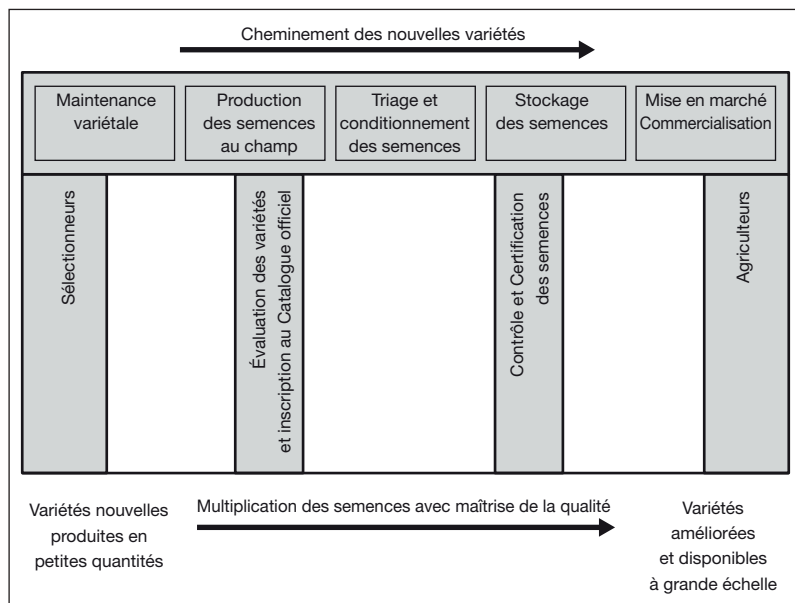 Cheminement des nouvelles variétés
Maintenance
variétale
Production
des semences
au champ
Triage et
conditionnement
des semences
Stockage
des semences
Mise en marché
Commercialisation
Sélectionneurs
Évaluation des variétés
et inscription au Catalogue officiel
Contrôle et Certification
des semences
Agriculteurs
Variétés nouvelles
produites en
petites quantités
Multiplication des semences avec maîtrise de la qualité
Variétés
améliorées
et disponibles
à grande échelle